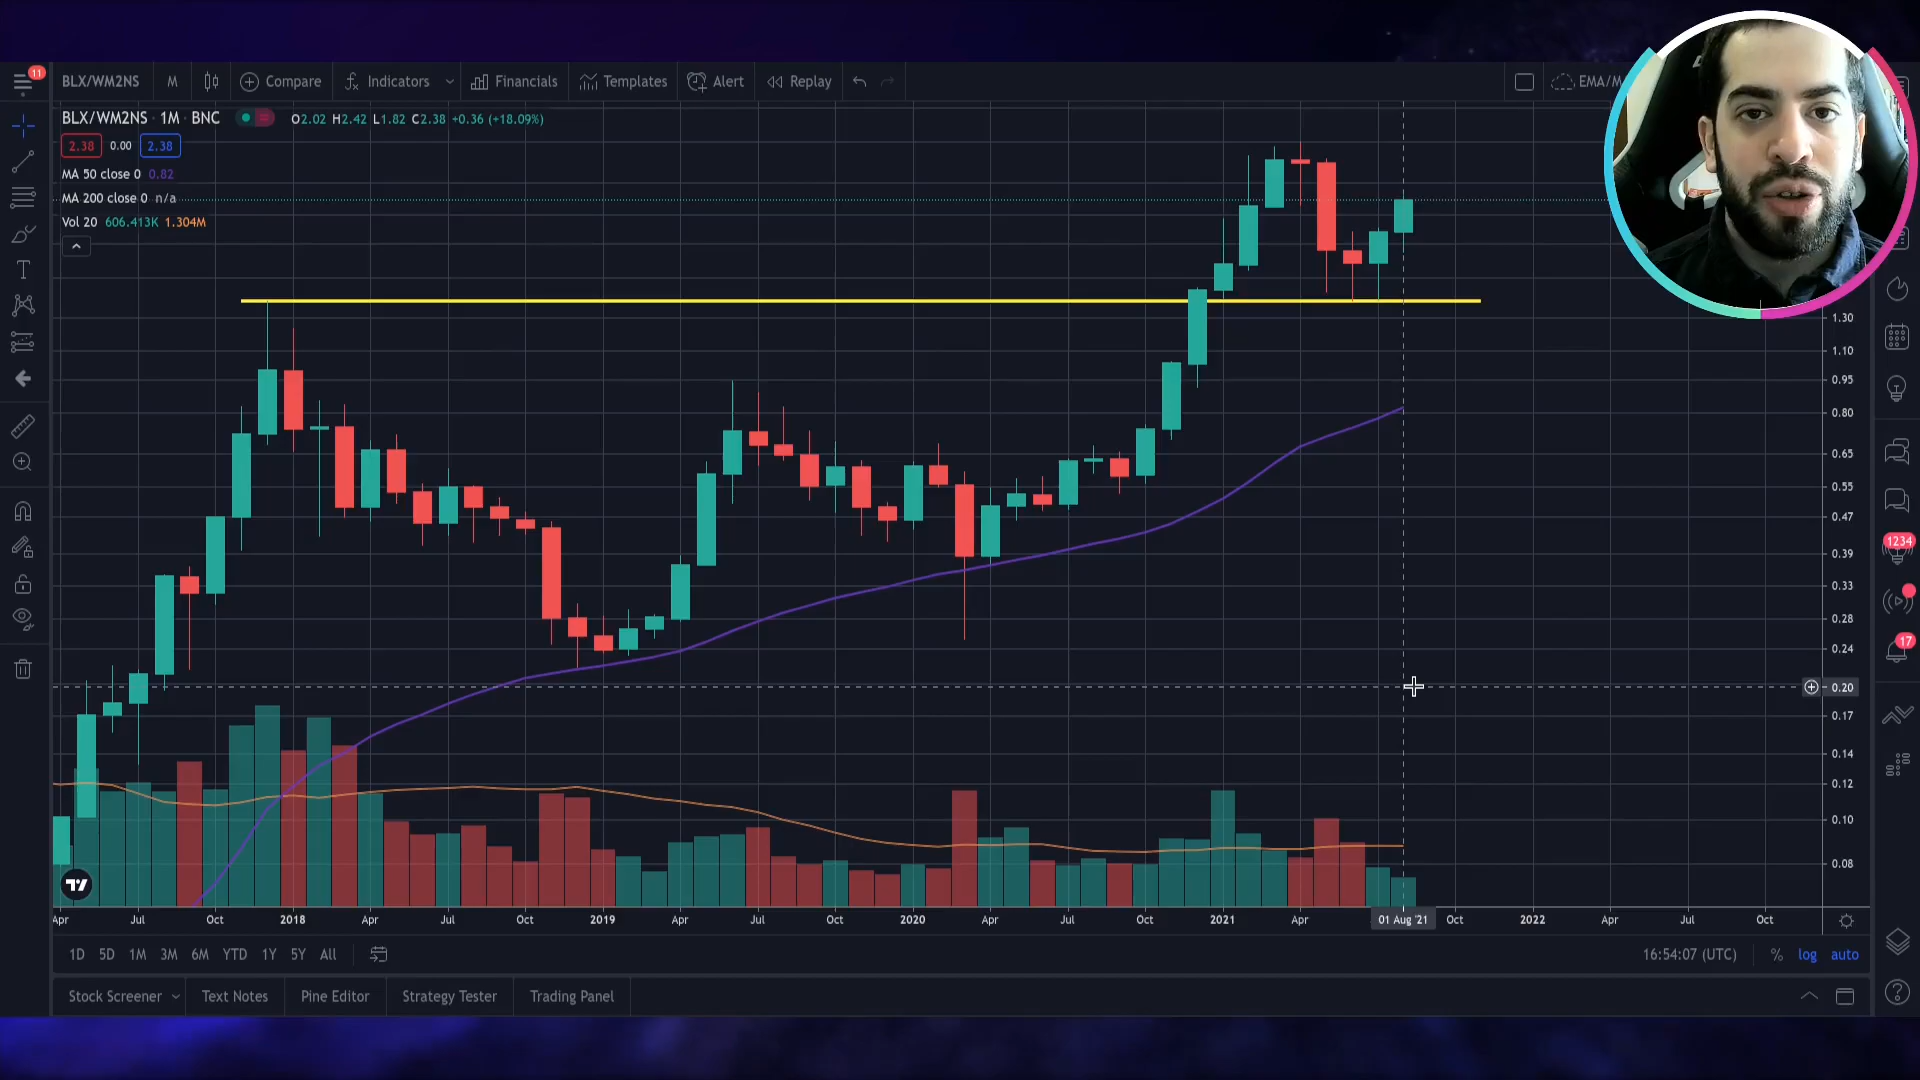 11
BLX/WM2NS M Compare Indicators Financials Templates Alert Replay EMA/M
BLX/WM2NS · 1M · BNC O2.02 H2.42 L1.82 C2.38 +0.36 (+18.09%)
2.38 0.00 2.38
MA 50 close 0 0.82
MA 200 close 0 n/a
Vol 20 606.413K 1.304M
1.30
1.10
0.95
0.80
0.65
0.55
0.47
0.39
0.33
0.28
0.24
0.20
0.17
0.14
0.12
0.10
0.08
1234
17
Apr Jul Oct 2018 Apr Jul Oct 2019 Apr Jul Oct 2020 Apr Jul Oct 2021 Apr 01 Aug '21 Oct 2022 Apr Jul Oct
1D 5D 1M 3M 6M YTD 1Y 5Y All 16:54:07 (UTC) % log auto
Stock Screener Text Notes Pine Editor Strategy Tester Trading Panel